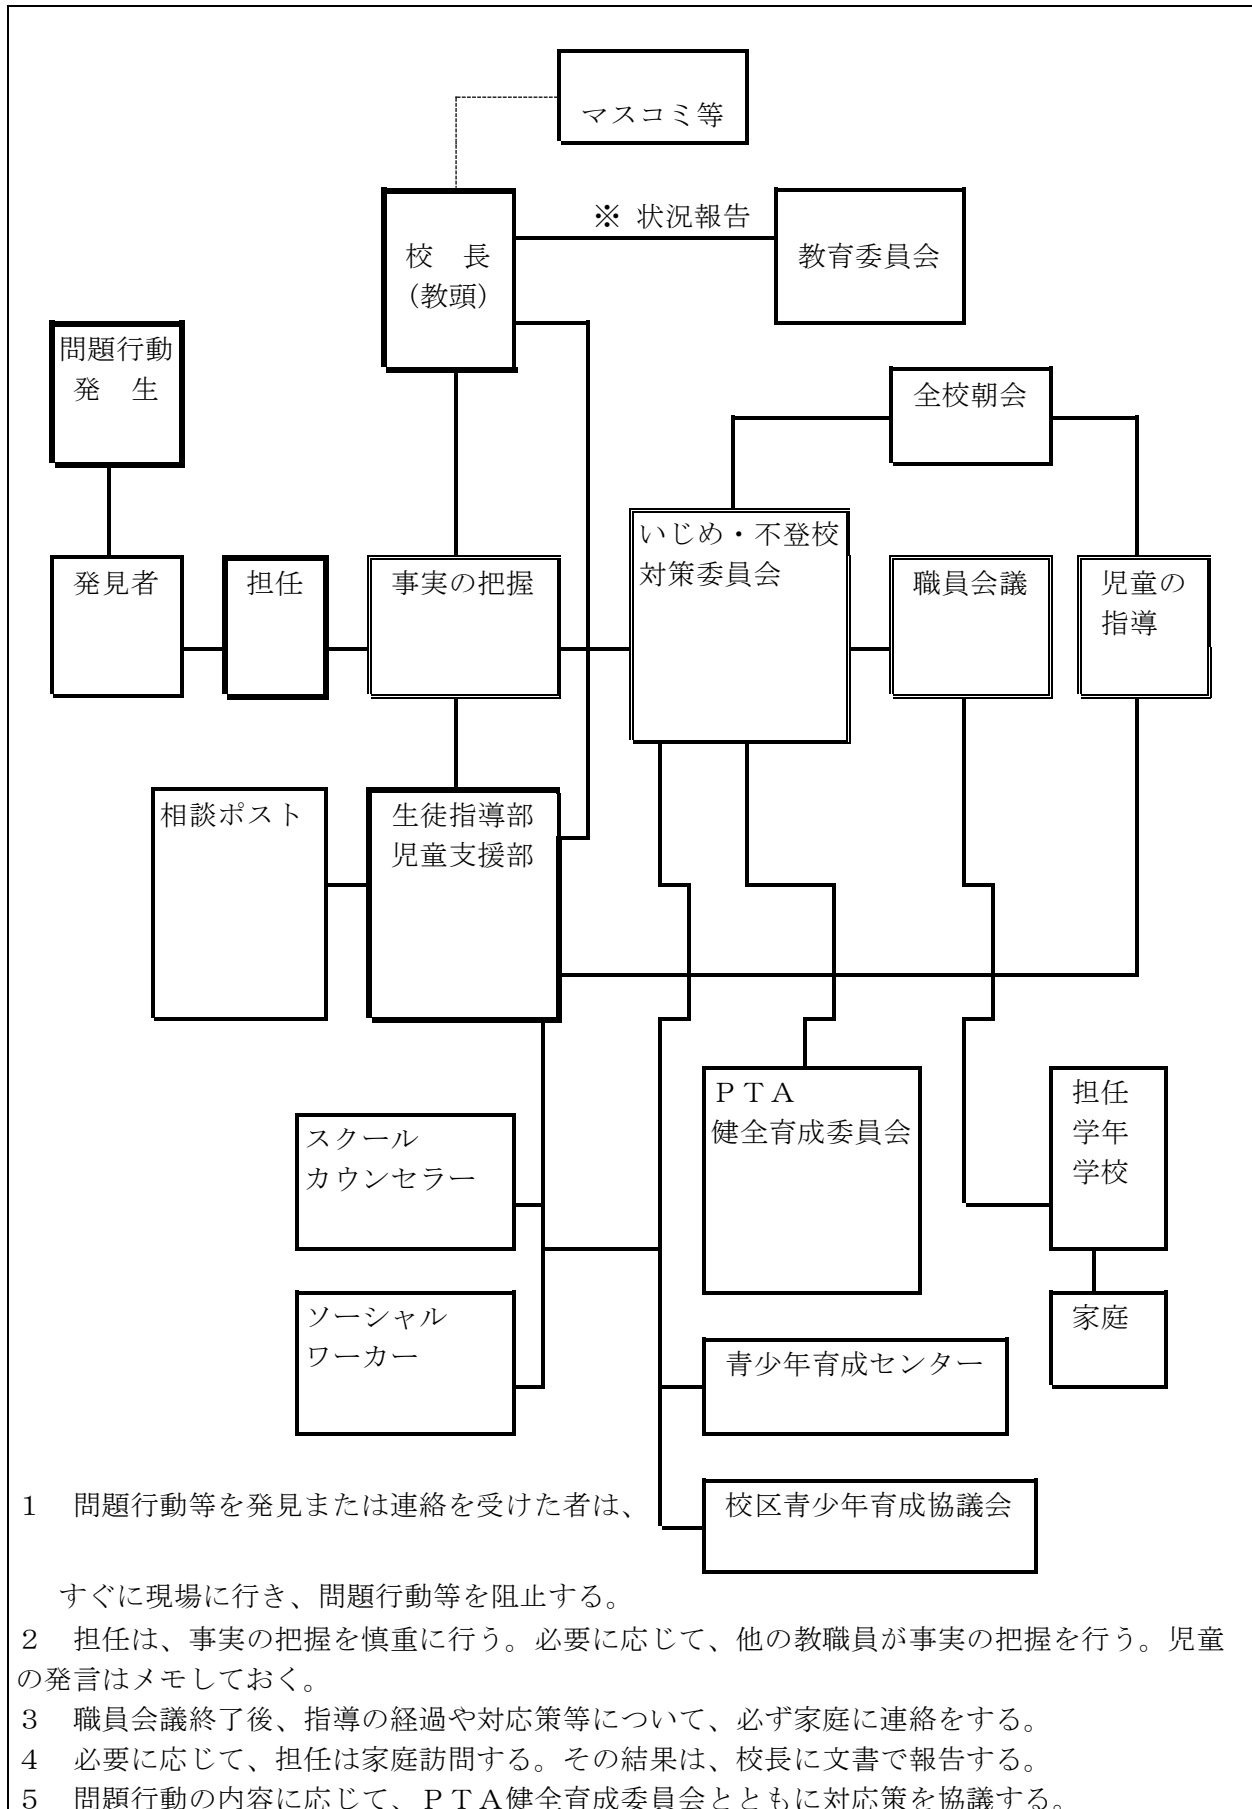 マスコミ等
※ 状況報告
校　長
（教頭）
教育委員会
問題行動
発　生
全校朝会
発見者
担任
事実の把握
いじめ・不登校
対策委員会
職員会議
児童の
指導
相談ポスト
生徒指導部
児童支援部
スクール
カウンセラー
ＰＴＡ
健全育成委員会
担任
学年
学校
ソーシャル
ワーカー
家庭
青少年育成センター
校区青少年育成協議会
１　問題行動等を発見または連絡を受けた者は、
すぐに現場に行き、問題行動等を阻止する。
２　担任は、事実の把握を慎重に行う。必要に応じて、他の教職員が事実の把握を行う。児童
の発言はメモしておく。
３　職員会議終了後、指導の経過や対応策等について、必ず家庭に連絡をする。
４　必要に応じて、担任は家庭訪問する。その結果は、校長に文書で報告する。
５　問題行動の内容に応じて、ＰＴＡ健全育成委員会とともに対応策を協議する。